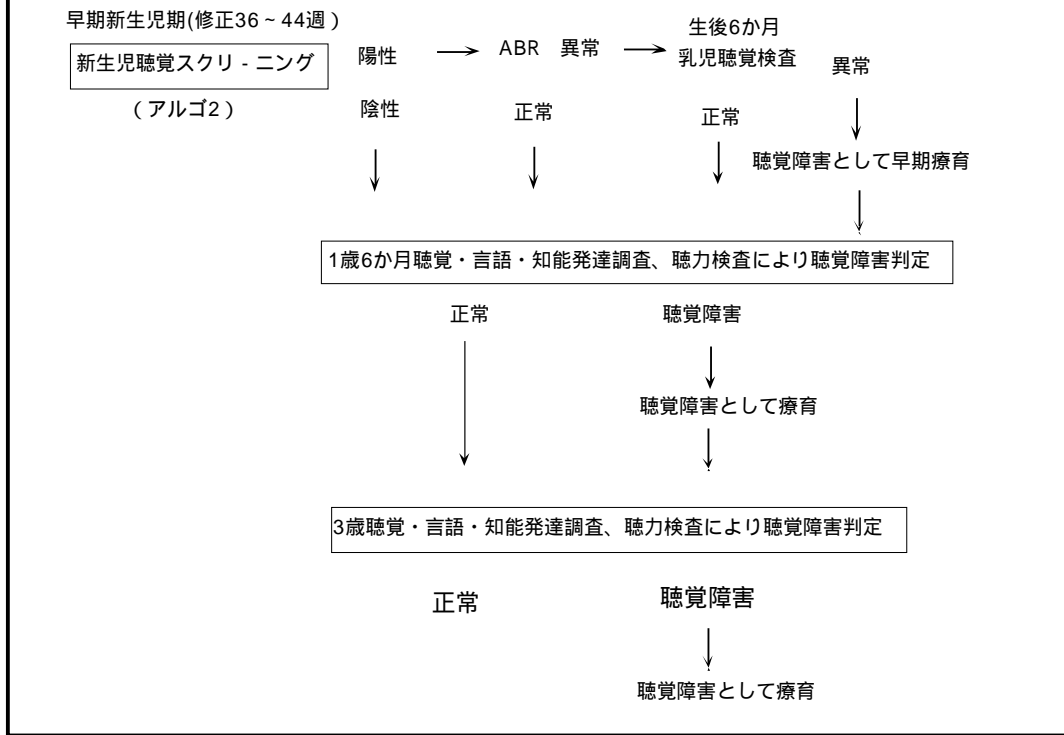 早期新生児期(修正36~44週)
新生児聴覚スクリ-ニング
(アルゴ2)
陽性
ABR 異常
生後6か月
乳児聴覚検査
異常
陰性
正常
正常
聴覚障害として早期療育
1歳6か月聴覚・言語・知能発達調査、聴力検査により聴覚障害判定
正常
聴覚障害
聴覚障害として療育
3歳聴覚・言語・知能発達調査、聴力検査により聴覚障害判定
正常
聴覚障害
聴覚障害として療育